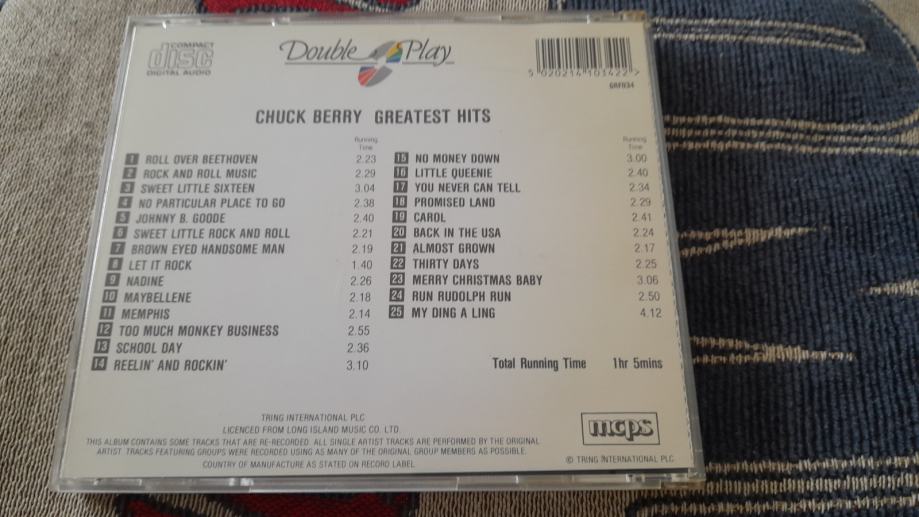 COMPACT
disc
DIGITAL AUDIO
Double Play
5 020214 103422 >
GRF034
CHUCK BERRY GREATEST HITS
Running
Time
1 ROLL OVER BEETHOVEN 2.23
2 ROCK AND ROLL MUSIC 2.29
3 SWEET LITTLE SIXTEEN 3.04
4 NO PARTICULAR PLACE TO GO 2.38
5 JOHNNY B. GOODE 2.40
6 SWEET LITTLE ROCK AND ROLL 2.21
7 BROWN EYED HANDSOME MAN 2.19
8 LET IT ROCK 1.40
9 NADINE 2.26
10 MAYBELLENE 2.18
11 MEMPHIS 2.14
12 TOO MUCH MONKEY BUSINESS 2.55
13 SCHOOL DAY 2.36
14 REELIN' AND ROCKIN' 3.10
Running
Time
15 NO MONEY DOWN 3.00
16 LITTLE QUEENIE 2.40
17 YOU NEVER CAN TELL 2.34
18 PROMISED LAND 2.29
19 CAROL 2.41
20 BACK IN THE USA 2.24
21 ALMOST GROWN 2.17
22 THIRTY DAYS 2.25
23 MERRY CHRISTMAS BABY 3.06
24 RUN RUDOLPH RUN 2.50
25 MY DING A LING 4.12
Total Running Time 1hr 5mins
TRING INTERNATIONAL PLC
LICENCED FROM LONG ISLAND MUSIC CO. LTD.
THIS ALBUM CONTAINS SOME TRACKS THAT ARE RE-RECORDED. ALL SINGLE ARTIST TRACKS ARE PERFORMED BY THE ORIGINAL
ARTIST. TRACKS FEATURING GROUPS WERE RECORDED USING AS MANY OF THE ORIGINAL GROUP MEMBERS AS POSSIBLE.
COUNTRY OF MANUFACTURE AS STATED ON RECORD LABEL.
mcps
© TRING INTERNATIONAL PLC